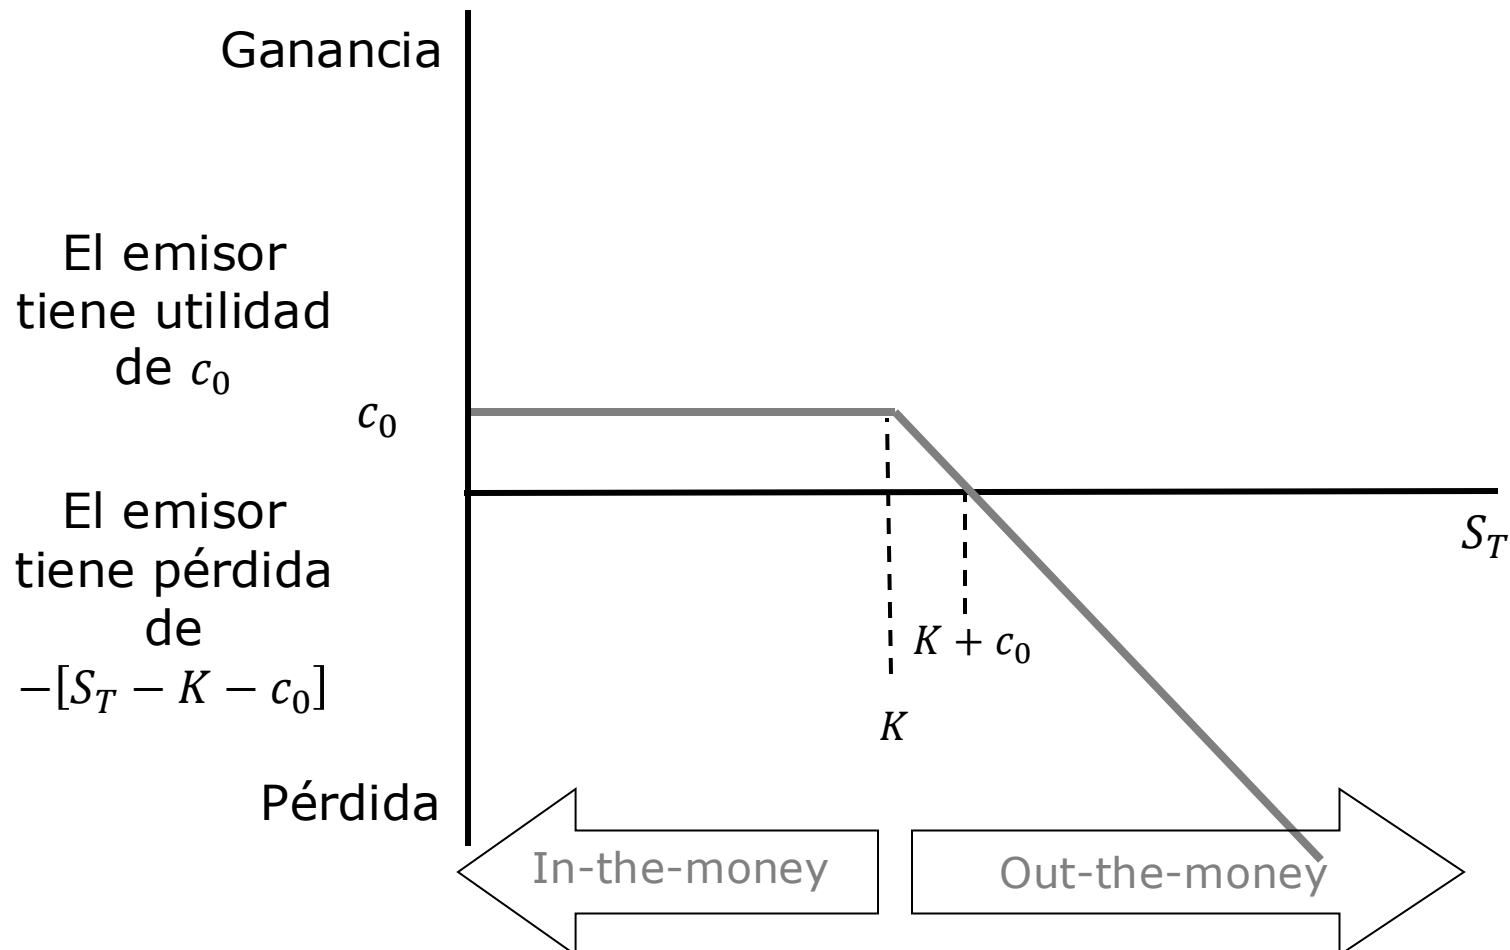 Ganancia
El emisor
tiene utilidad
de c₀
c₀
El emisor
tiene pérdida
de
−[S_T − K − c₀]
S_T
K + c₀
K
Pérdida
In-the-money
Out-the-money